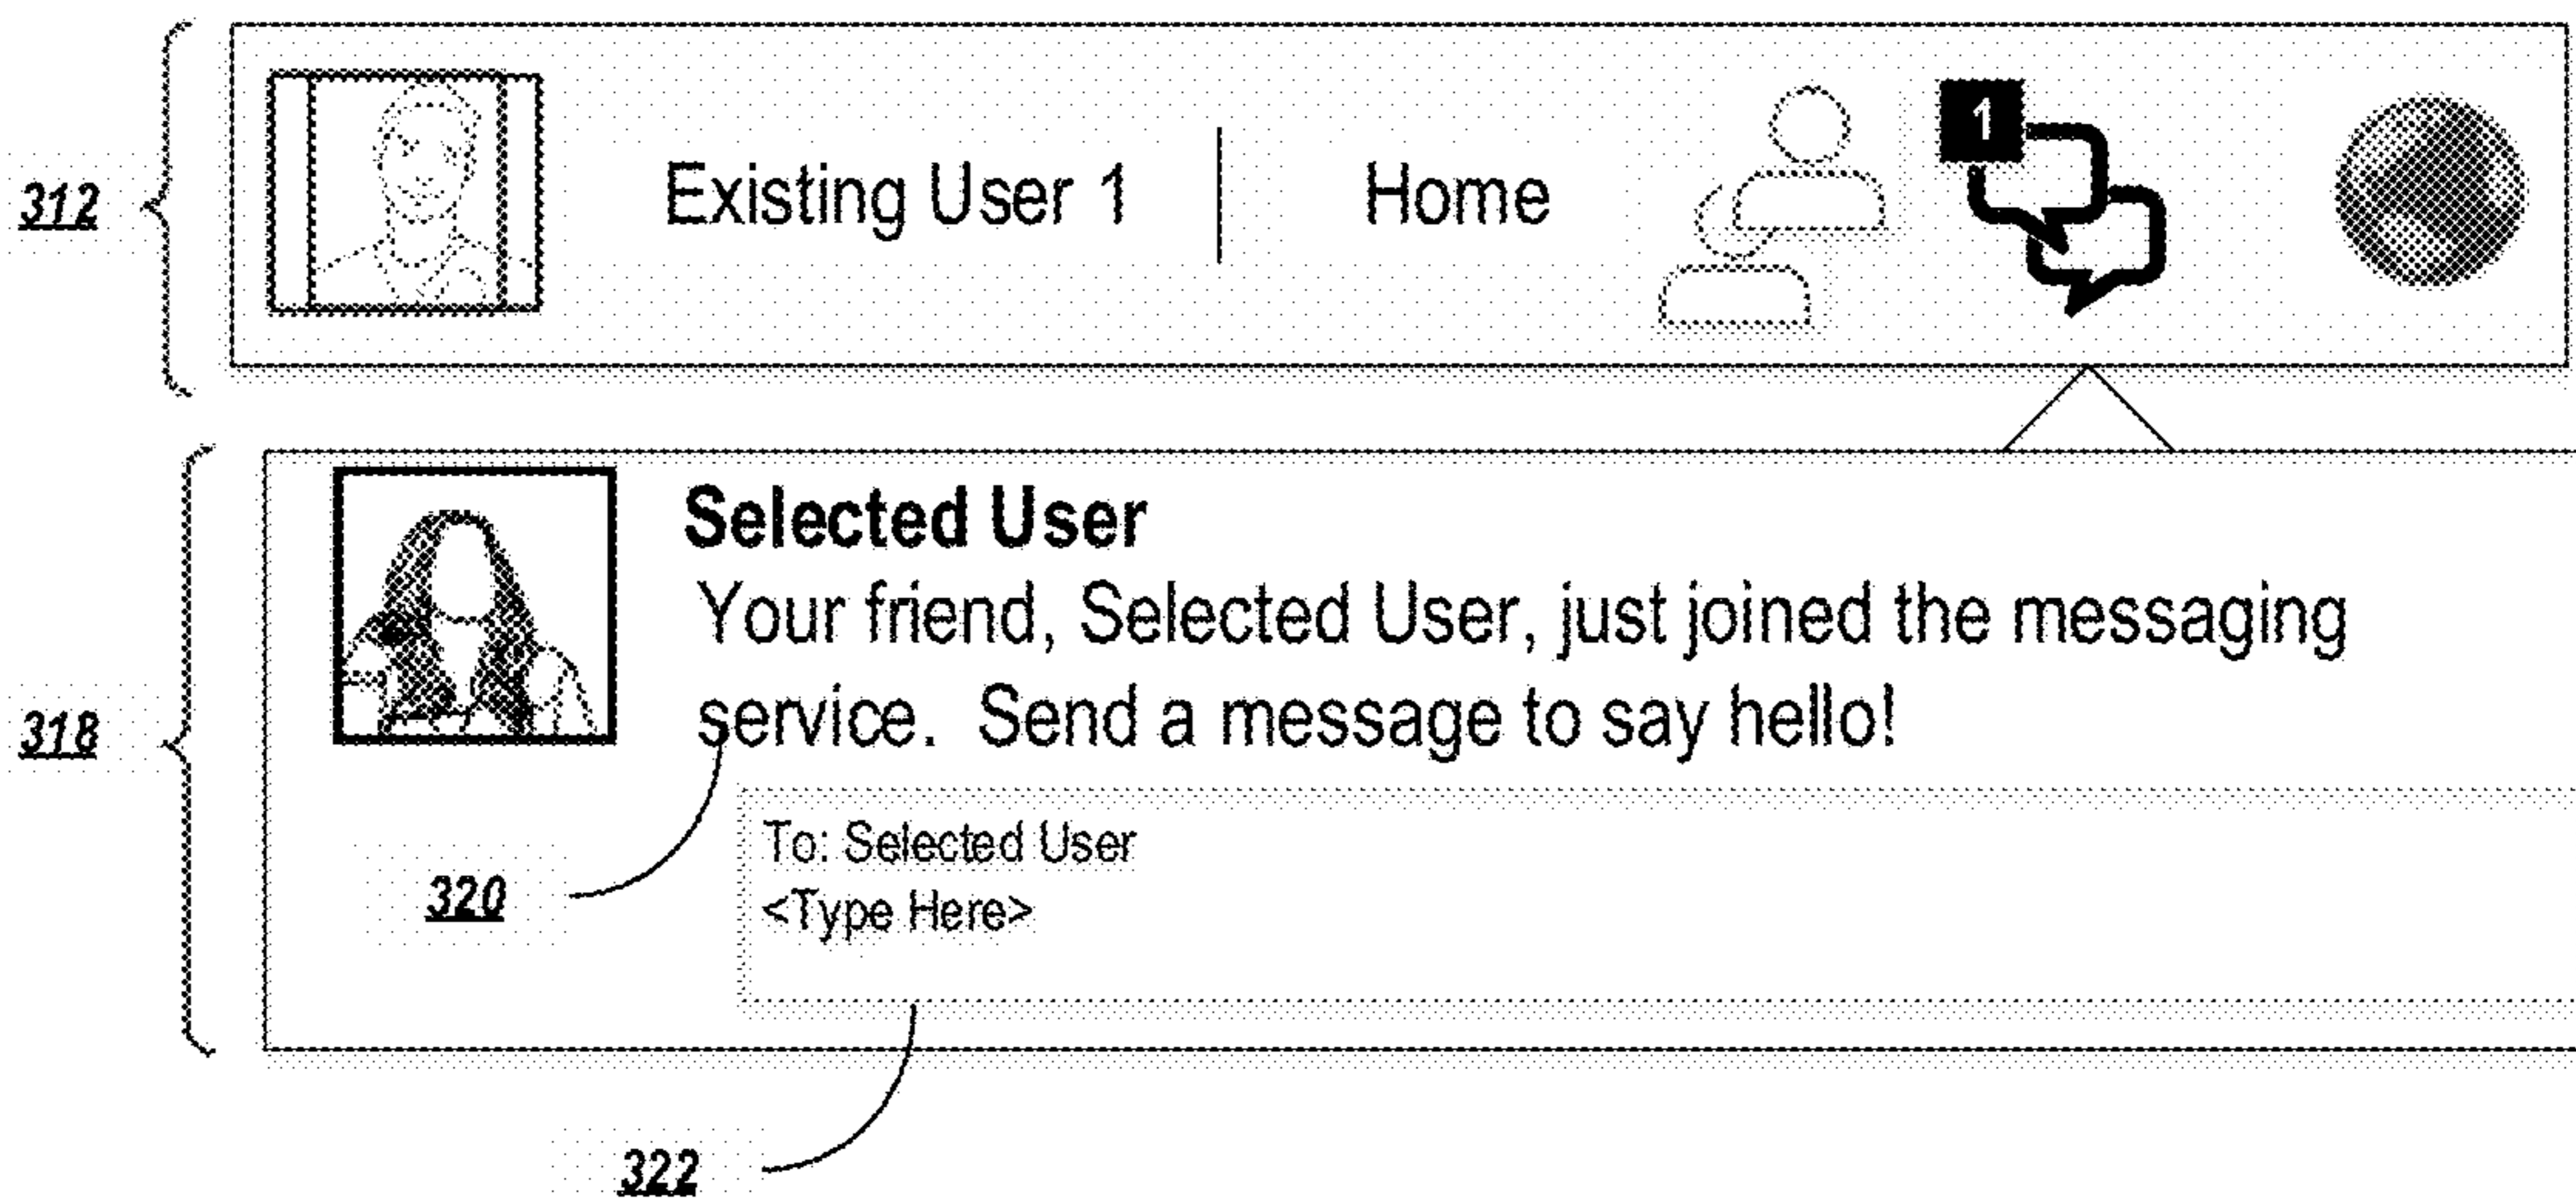 312
Existing User 1 | Home
1
318
Selected User
Your friend, Selected User, just joined the messaging
service. Send a message to say hello!
320
To: Selected User
<Type Here>
322